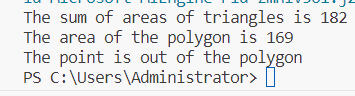 The sum of areas of triangles is 182
The area of the polygon is 169
The point is out of the polygon
PS C:\Users\Administrator>